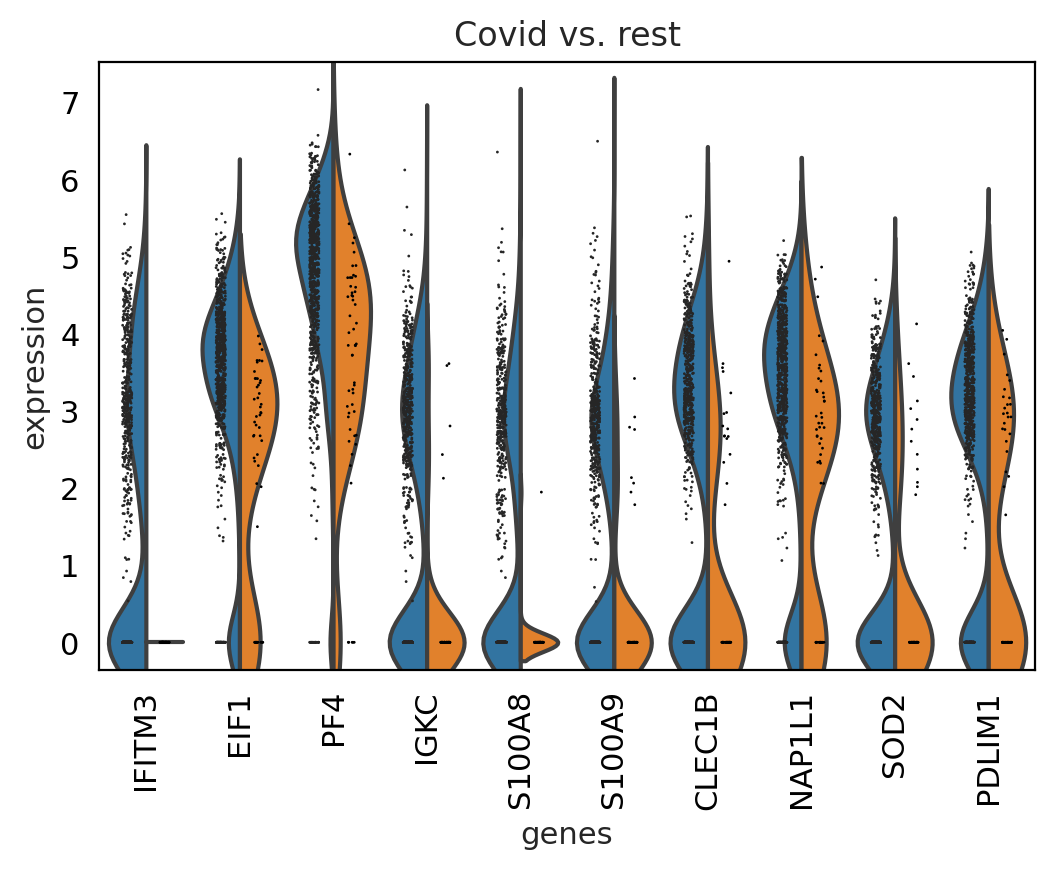 Covid vs. rest
7
6
5
4
3
2
1
0
expression
IFITM3
EIF1
PF4
IGKC
S100A8
S100A9
CLEC1B
NAP1L1
SOD2
PDLIM1
genes